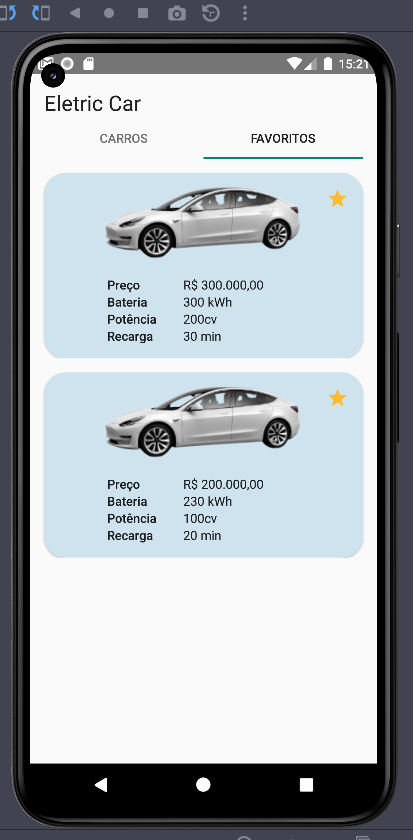 15:21
Eletric Car
CARROS FAVORITOS
Preço R$ 300.000,00
Bateria 300 kWh
Potência 200cv
Recarga 30 min
Preço R$ 200.000,00
Bateria 230 kWh
Potência 100cv
Recarga 20 min